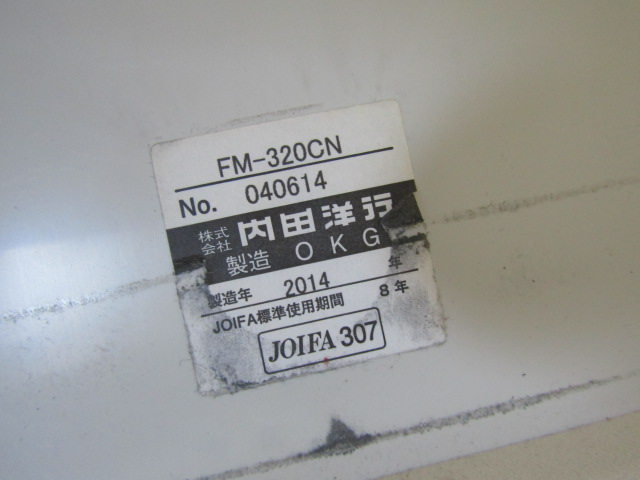 FM-320CN
No. 040614
株式会社 内田洋行
製造 OKG
製造年 2014 年
JOIFA標準使用期間 8年
JOIFA 307